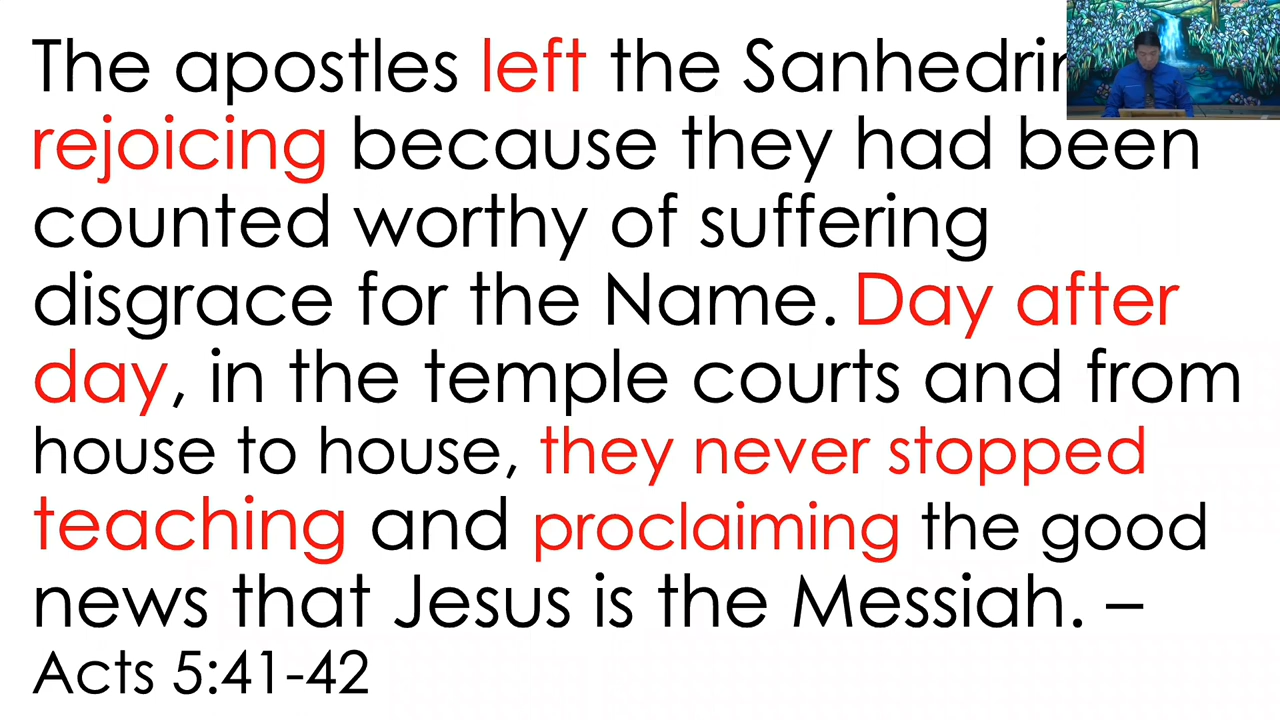 The apostles left the Sanhedrin
rejoicing because they had been
counted worthy of suffering
disgrace for the Name. Day after
day, in the temple courts and from
house to house, they never stopped
teaching and proclaiming the good
news that Jesus is the Messiah. –
Acts 5:41-42